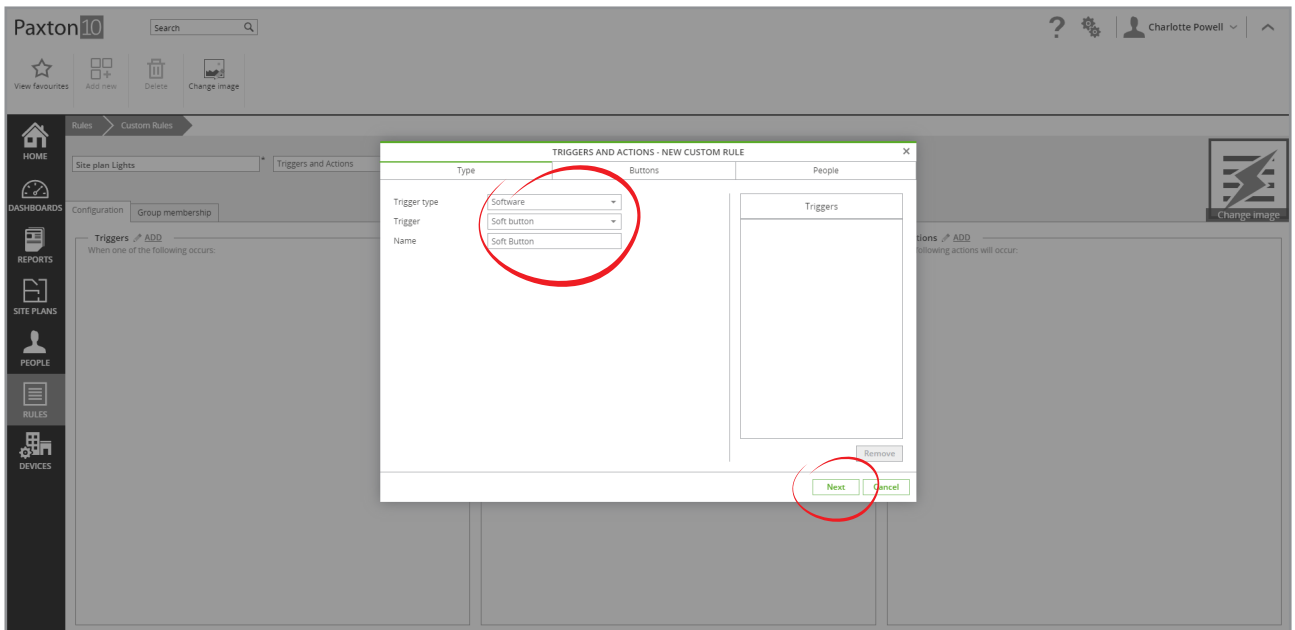 Paxton10
Search
Charlotte Powell
View favourites
Add new
Delete
Change image
Rules
Custom Rules
HOME
DASHBOARDS
REPORTS
SITE PLANS
PEOPLE
RULES
DEVICES
Site plan Lights *
Triggers and Actions
Change image
Configuration
Group membership
Triggers ADD
When one of the following occurs:
tions ADD
following actions will occur:
TRIGGERS AND ACTIONS - NEW CUSTOM RULE
Type
Buttons
People
Trigger type
Software
Trigger
Soft button
Name
Soft Button
Triggers
Remove
Next
Cancel